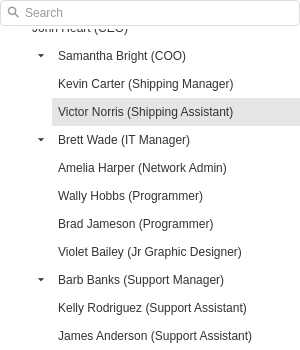 Search
John Heart (CEO)
Samantha Bright (COO)
Kevin Carter (Shipping Manager)
Victor Norris (Shipping Assistant)
Brett Wade (IT Manager)
Amelia Harper (Network Admin)
Wally Hobbs (Programmer)
Brad Jameson (Programmer)
Violet Bailey (Jr Graphic Designer)
Barb Banks (Support Manager)
Kelly Rodriguez (Support Assistant)
James Anderson (Support Assistant)